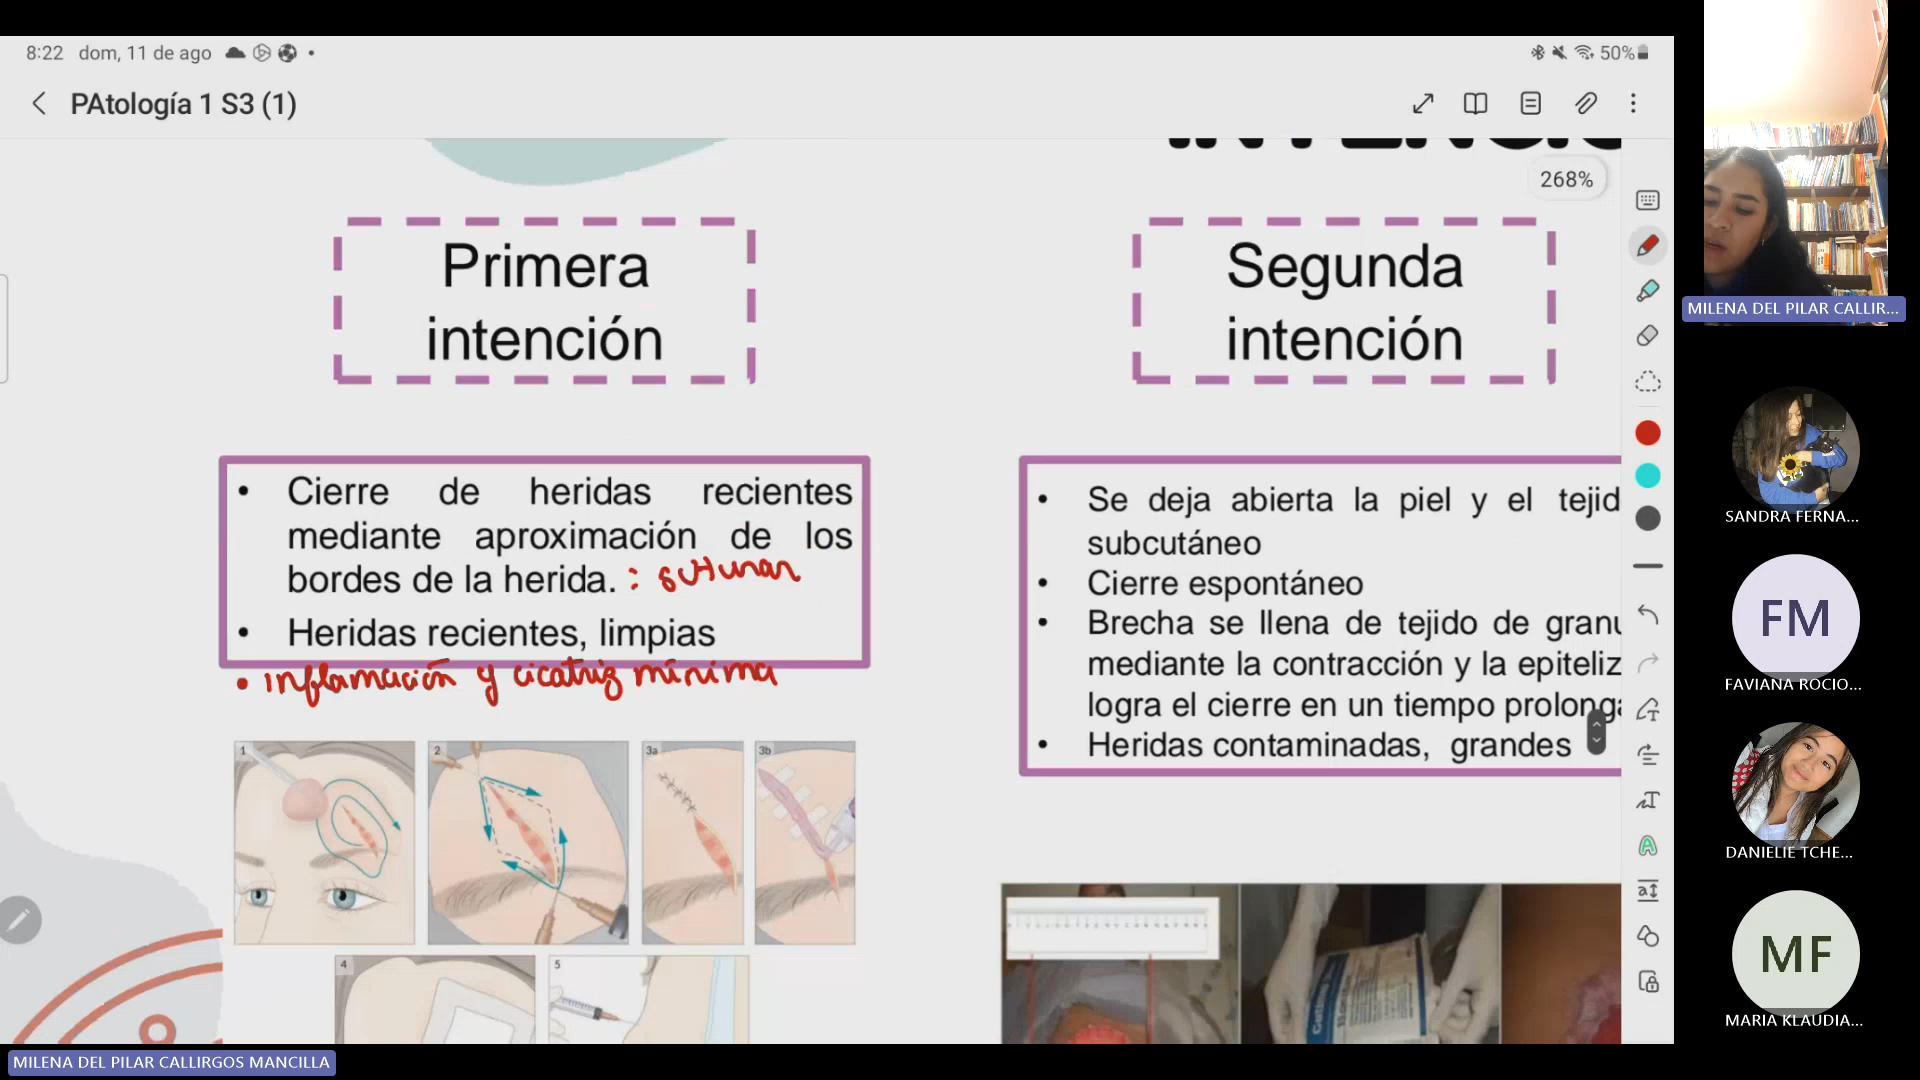 8:22 dom, 11 de ago
50%
PAtología 1 S3 (1)
268%
Primera
intención
Cierre de heridas recientes
mediante aproximación de los
bordes de la herida. : suturar
Heridas recientes, limpias
• inflamación y cicatriz mínima
1
2
3a
3b
4
5
Segunda
intención
Se deja abierta la piel y el tejid
subcutáneo
Cierre espontáneo
Brecha se llena de tejido de granu
mediante la contracción y la epiteliz
logra el cierre en un tiempo prolonga
Heridas contaminadas, grandes
MILENA DEL PILAR CALLIR...
SANDRA FERNA...
FM
FAVIANA ROCIO...
DANIELIE TCHE...
MF
MARIA KLAUDIA...
MILENA DEL PILAR CALLIRGOS MANCILLA